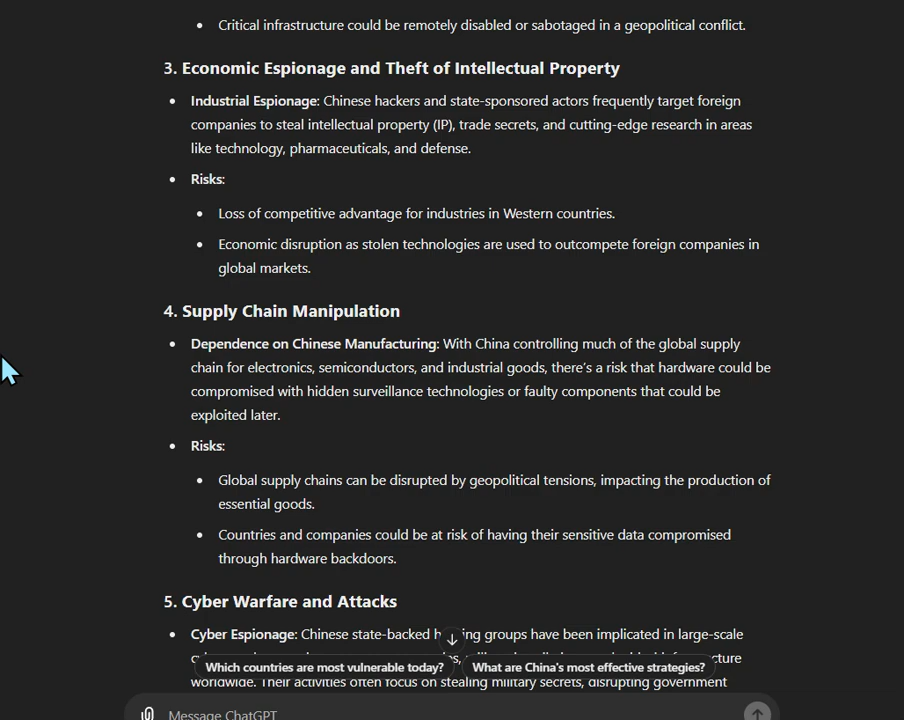 Critical infrastructure could be remotely disabled or sabotaged in a geopolitical conflict.
3. Economic Espionage and Theft of Intellectual Property
Industrial Espionage: Chinese hackers and state-sponsored actors frequently target foreign
companies to steal intellectual property (IP), trade secrets, and cutting-edge research in areas
like technology, pharmaceuticals, and defense.
Risks:
Loss of competitive advantage for industries in Western countries.
Economic disruption as stolen technologies are used to outcompete foreign companies in
global markets.
4. Supply Chain Manipulation
Dependence on Chinese Manufacturing: With China controlling much of the global supply
chain for electronics, semiconductors, and industrial goods, there's a risk that hardware could be
compromised with hidden surveillance technologies or faulty components that could be
exploited later.
Risks:
Global supply chains can be disrupted by geopolitical tensions, impacting the production of
essential goods.
Countries and companies could be at risk of having their sensitive data compromised
through hardware backdoors.
5. Cyber Warfare and Attacks
Cyber Espionage: Chinese state-backed groups have been implicated in large-scale
Which countries are most vulnerable today? What are China's most effective strategies?
worldwide. Their activities often focus on stealing military secrets, disrupting government
Message ChatGPT